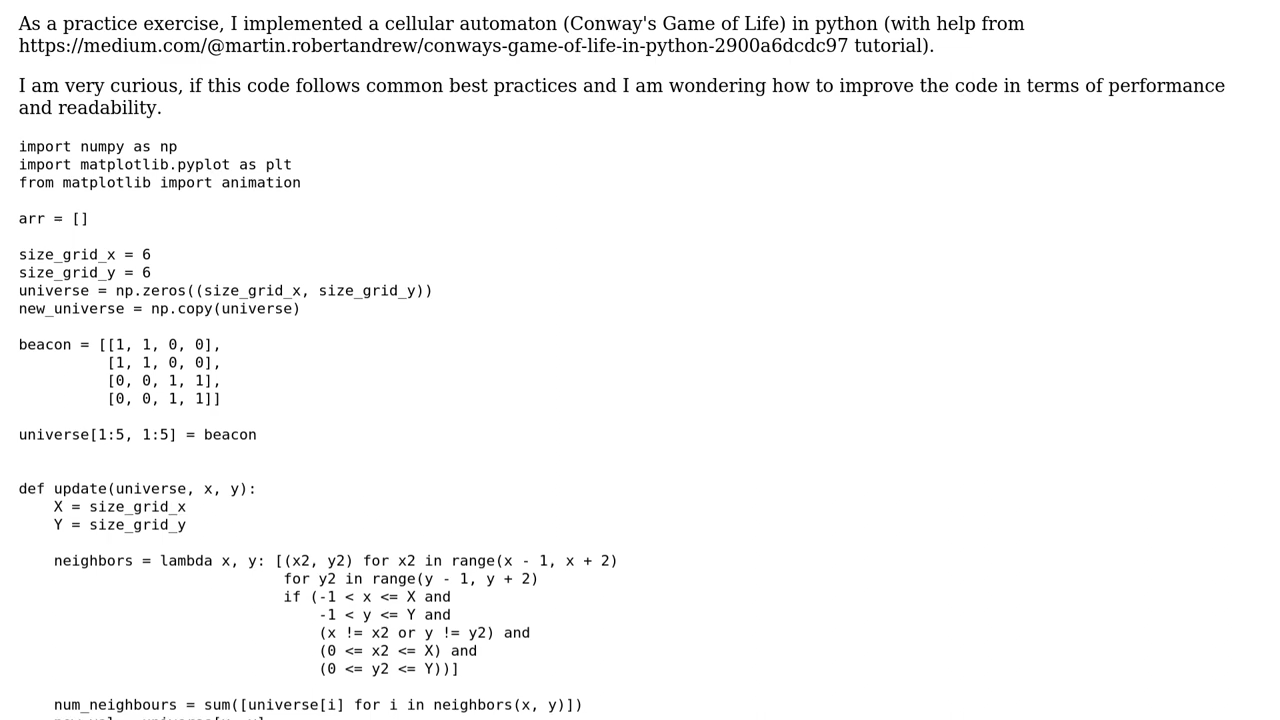 As a practice exercise, I implemented a cellular automaton (Conway's Game of Life) in python (with help from
https://medium.com/@martin.robertandrew/conways-game-of-life-in-python-2900a6dcdc97 tutorial).
I am very curious, if this code follows common best practices and I am wondering how to improve the code in terms of performance
and readability.
import numpy as np
import matplotlib.pyplot as plt
from matplotlib import animation
arr = []
size_grid_x = 6
size_grid_y = 6
universe = np.zeros((size_grid_x, size_grid_y))
new_universe = np.copy(universe)
beacon = [[1, 1, 0, 0],
          [1, 1, 0, 0],
          [0, 0, 1, 1],
          [0, 0, 1, 1]]
universe[1:5, 1:5] = beacon
def update(universe, x, y):
    X = size_grid_x
    Y = size_grid_y
    neighbors = lambda x, y: [(x2, y2) for x2 in range(x - 1, x + 2)
                              for y2 in range(y - 1, y + 2)
                              if (-1 < x <= X and
                                  -1 < y <= Y and
                                  (x != x2 or y != y2) and
                                  (0 <= x2 <= X) and
                                  (0 <= y2 <= Y))]
    num_neighbours = sum([universe[i] for i in neighbors(x, y)])